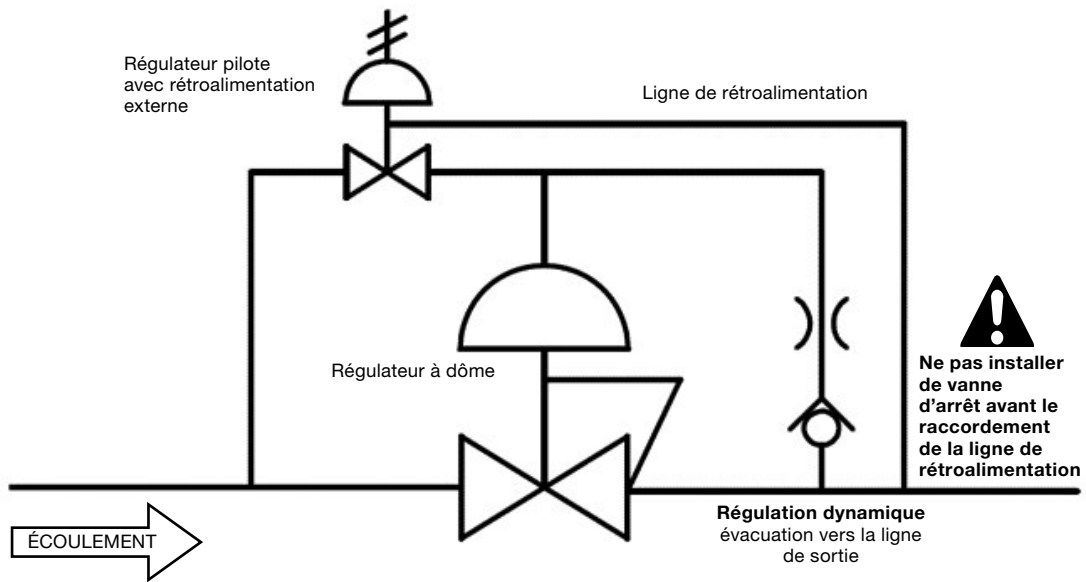 Régulateur pilote
avec rétroalimentation
externe
Ligne de rétroalimentation
Régulateur à dôme
Ne pas installer
de vanne
d'arrêt avant le
raccordement
de la ligne de
rétroalimentation
Régulation dynamique
évacuation vers la ligne
de sortie
ÉCOULEMENT